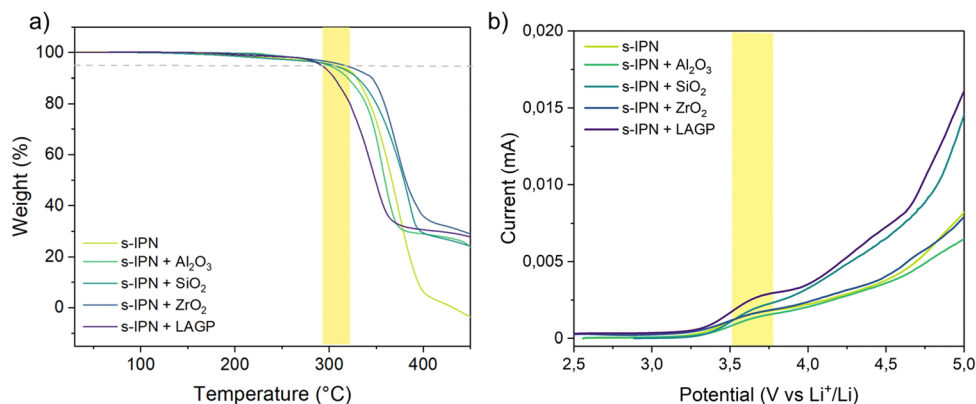 a)
Weight (%)
100
80
60
40
20
0
s-IPN
s-IPN + Al₂O₃
s-IPN + SiO₂
s-IPN + ZrO₂
s-IPN + LAGP
100
200
300
400
Temperature (°C)
b)
Current (mA)
0,020
0,015
0,010
0,005
0,000
s-IPN
s-IPN + Al₂O₃
s-IPN + SiO₂
s-IPN + ZrO₂
s-IPN + LAGP
2,5
3,0
3,5
4,0
4,5
5,0
Potential (V vs Li⁺/Li)